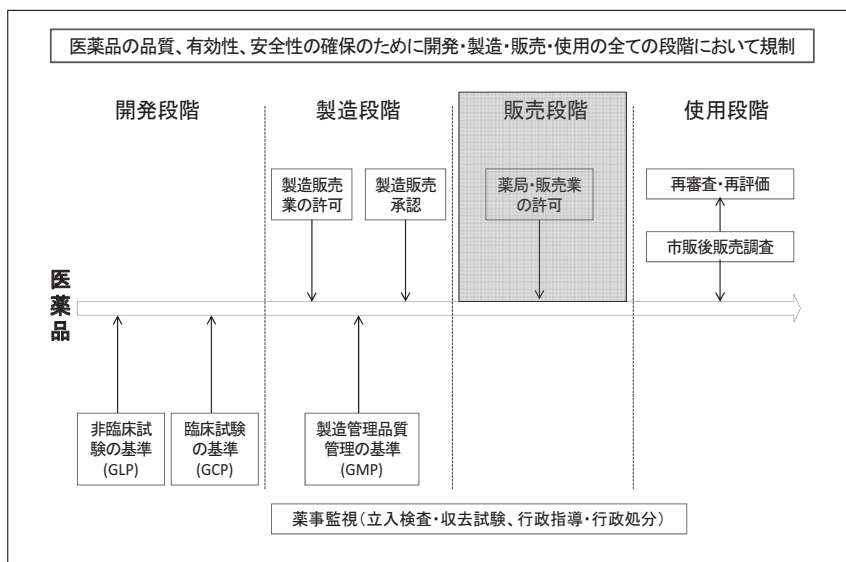 医薬品の品質、有効性、安全性の確保のために開発・製造・販売・使用の全ての段階において規制
開発段階
製造段階
販売段階
使用段階
製造販売
業の許可
製造販売
承認
薬局・販売業
の許可
再審査・再評価
市販後販売調査
医薬品
非臨床試
験の基準
(GLP)
臨床試験
の基準
(GCP)
製造管理品質
管理の基準
(GMP)
薬事監視(立入検査・収去試験、行政指導・行政処分)